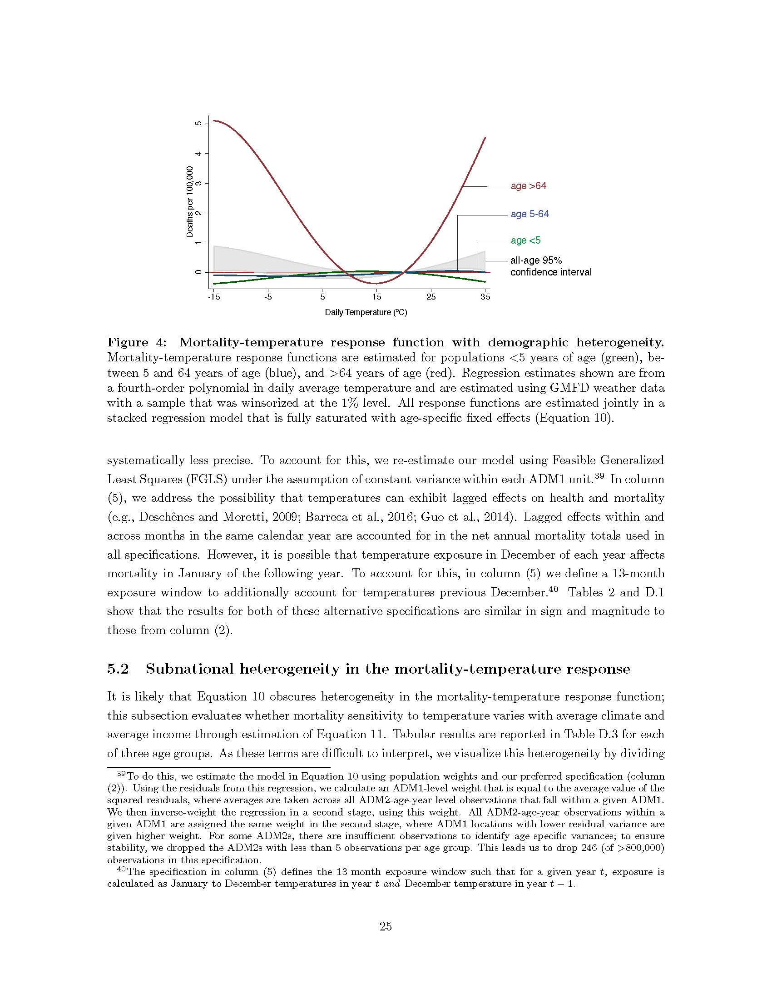 5
4
3
2
1
0
Deaths per 100,000
-15 -5 5 15 25 35
Daily Temperature (ºC)
age >64
age 5-64
age <5
all-age 95%
confidence interval
Figure 4: Mortality-temperature response function with demographic heterogeneity.
Mortality-temperature response functions are estimated for populations <5 years of age (green), be-
tween 5 and 64 years of age (blue), and >64 years of age (red). Regression estimates shown are from
a fourth-order polynomial in daily average temperature and are estimated using GMFD weather data
with a sample that was winsorized at the 1% level. All response functions are estimated jointly in a
stacked regression model that is fully saturated with age-specific fixed effects (Equation 10).
systematically less precise. To account for this, we re-estimate our model using Feasible Generalized
Least Squares (FGLS) under the assumption of constant variance within each ADM1 unit.39 In column
(5), we address the possibility that temperatures can exhibit lagged effects on health and mortality
(e.g., Deschênes and Moretti, 2009; Barreca et al., 2016; Guo et al., 2014). Lagged effects within and
across months in the same calendar year are accounted for in the net annual mortality totals used in
all specifications. However, it is possible that temperature exposure in December of each year affects
mortality in January of the following year. To account for this, in column (5) we define a 13-month
exposure window to additionally account for temperatures previous December.40 Tables 2 and D.1
show that the results for both of these alternative specifications are similar in sign and magnitude to
those from column (2).
5.2 Subnational heterogeneity in the mortality-temperature response
It is likely that Equation 10 obscures heterogeneity in the mortality-temperature response function;
this subsection evaluates whether mortality sensitivity to temperature varies with average climate and
average income through estimation of Equation 11. Tabular results are reported in Table D.3 for each
of three age groups. As these terms are difficult to interpret, we visualize this heterogeneity by dividing
39To do this, we estimate the model in Equation 10 using population weights and our preferred specification (column
(2)). Using the residuals from this regression, we calculate an ADM1-level weight that is equal to the average value of the
squared residuals, where averages are taken across all ADM2-age-year level observations that fall within a given ADM1.
We then inverse-weight the regression in a second stage, using this weight. All ADM2-age-year observations within a
given ADM1 are assigned the same weight in the second stage, where ADM1 locations with lower residual variance are
given higher weight. For some ADM2s, there are insufficient observations to identify age-specific variances; to ensure
stability, we dropped the ADM2s with less than 5 observations per age group. This leads us to drop 246 (of >800,000)
observations in this specification.
40The specification in column (5) defines the 13-month exposure window such that for a given year t, exposure is
calculated as January to December temperatures in year t and December temperature in year t − 1.
25